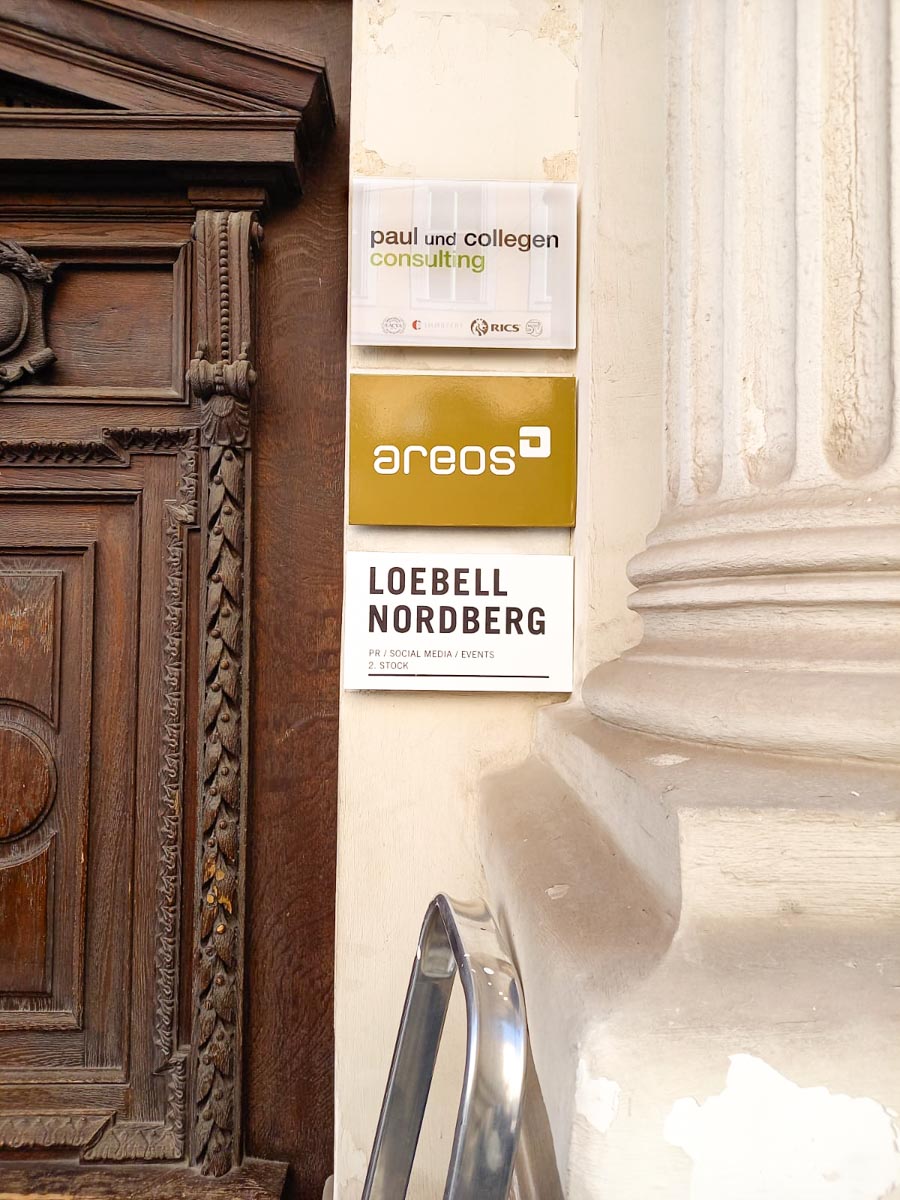 paul und collegen
consulting
RICS
areos
LOEBELL
NORDBERG
PR / SOCIAL MEDIA / EVENTS
2. STOCK